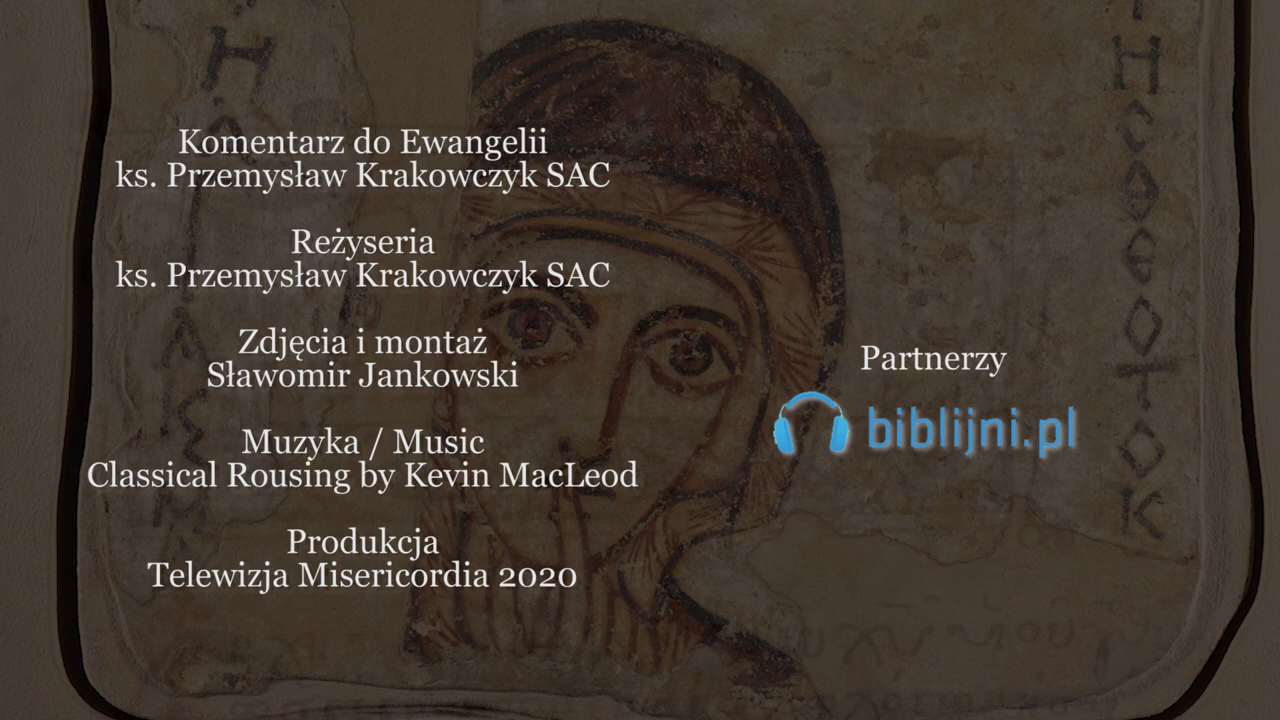 Komentarz do Ewangelii
ks. Przemysław Krakowczyk SAC
Reżyseria
ks. Przemysław Krakowczyk SAC
Zdjęcia i montaż
Sławomir Jankowski
Muzyka / Music
Classical Rousing by Kevin MacLeod
Produkcja
Telewizja Misericordia 2020
Partnerzy
biblijni.pl